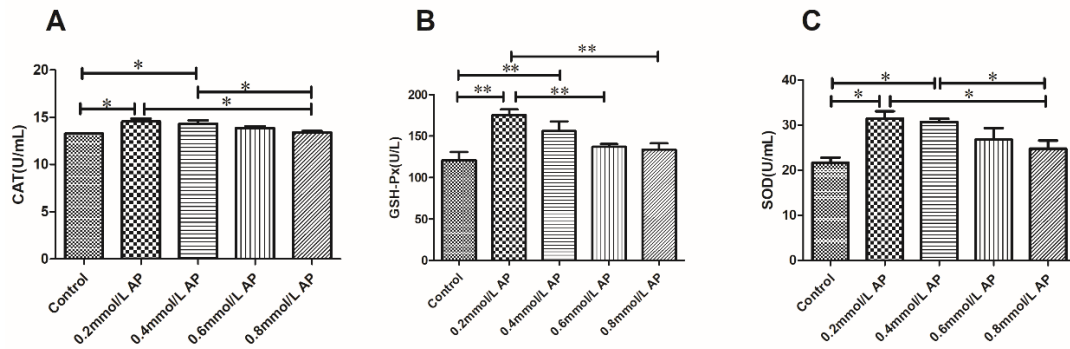 A
B
C
CAT(U/mL)
20
15
10
5
0
*
*
*
*
Control
0.2mmol/L AP
0.4mmol/L AP
0.6mmol/L AP
0.8mmol/L AP
GSH-Px(U/L)
200
150
100
50
0
**
**
**
**
Control
0.2mmol/L AP
0.4mmol/L AP
0.6mmol/L AP
0.8mmol/L AP
SOD(U/mL)
40
30
20
10
0
*
*
*
*
Control
0.2mmol/L AP
0.4mmol/L AP
0.6mmol/L AP
0.8mmol/L AP